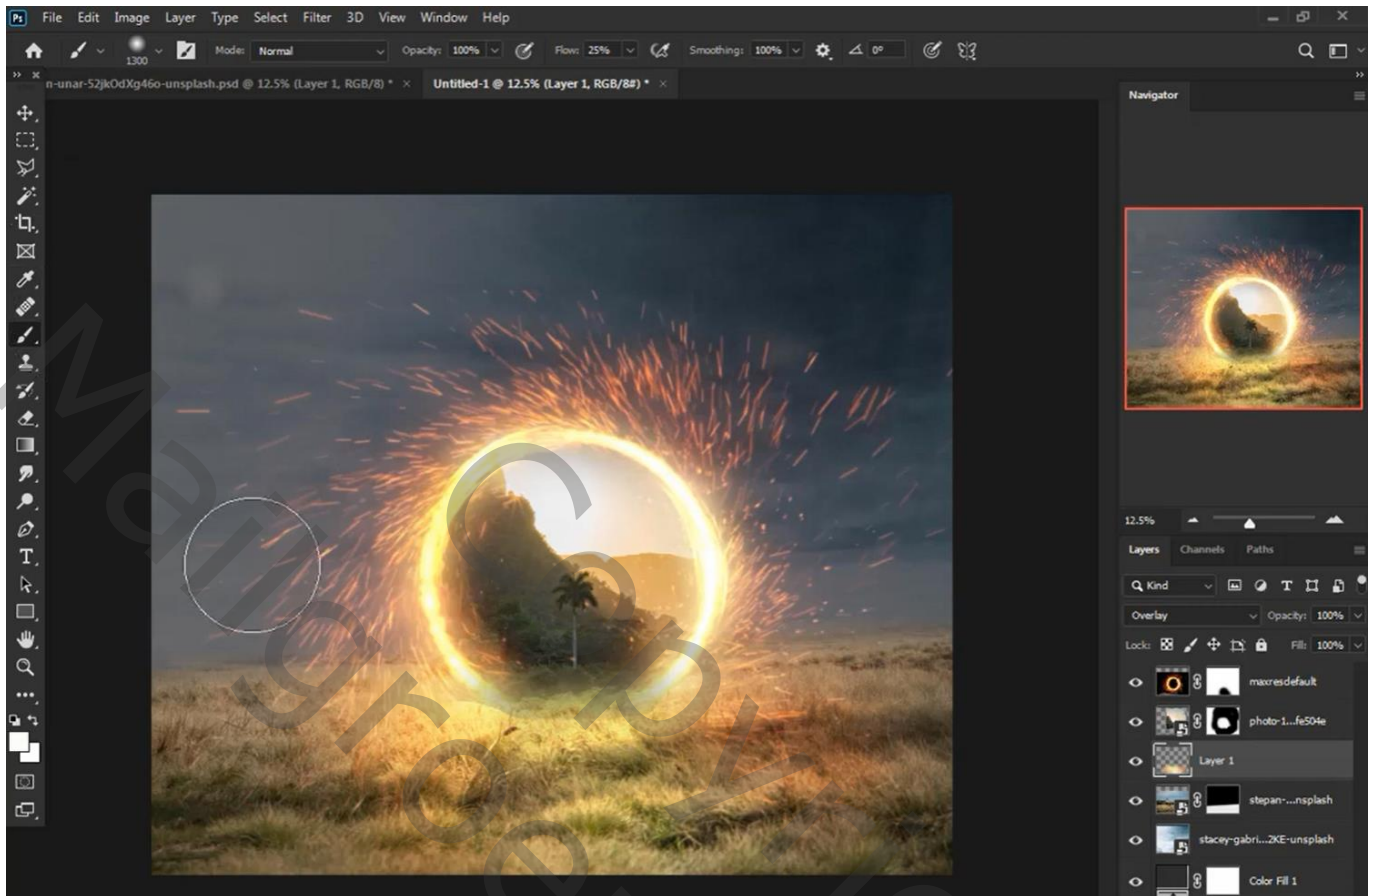 Ps File Edit Image Layer Type Select Filter 3D View Window Help
1300 Mode: Normal Opacity: 100% Flow: 25% Smoothing: 100% 0°
n-unar-52jkOdXg46o-unsplash.psd @ 12.5% (Layer 1, RGB/8) * × Untitled-1 @ 12.5% (Layer 1, RGB/8#) * ×
Navigator
12.5%
Layers Channels Paths
Kind
Overlay Opacity: 100%
Lock: Fill: 100%
maxresdefault
photo-1...fe504e
Layer 1
stepan-...nsplash
stacey-gabri...2KE-unsplash
Color Fill 1